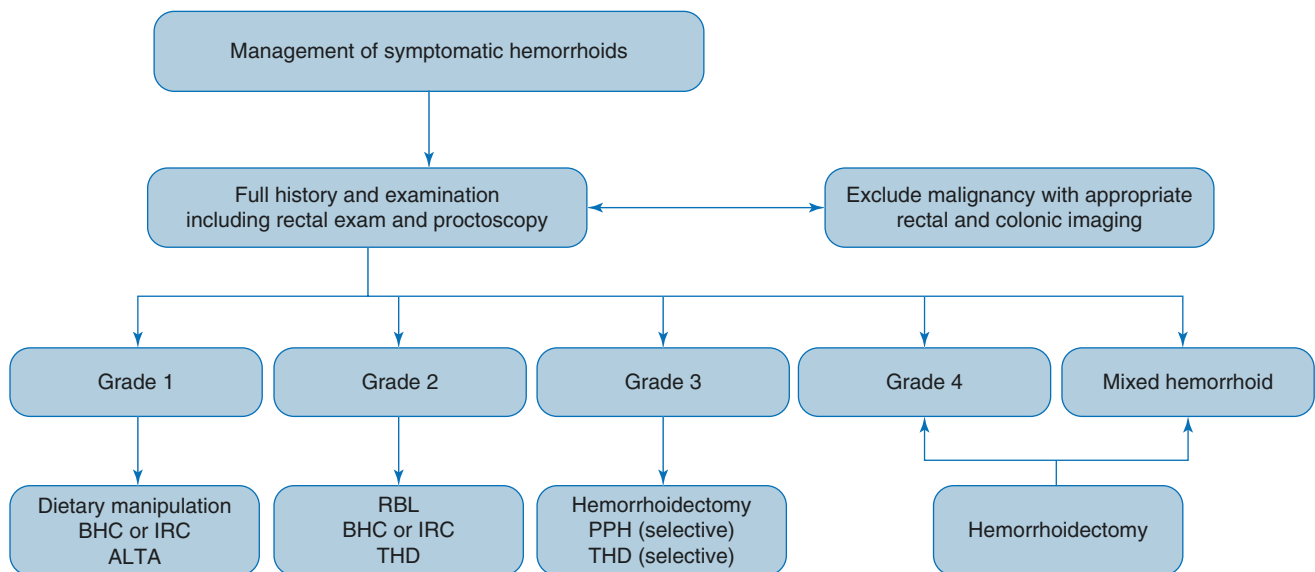 Management of symptomatic hemorrhoids
Full history and examination
including rectal exam and proctoscopy
Exclude malignancy with appropriate
rectal and colonic imaging
Grade 1
Grade 2
Grade 3
Grade 4
Mixed hemorrhoid
Dietary manipulation
BHC or IRC
ALTA
RBL
BHC or IRC
THD
Hemorrhoidectomy
PPH (selective)
THD (selective)
Hemorrhoidectomy